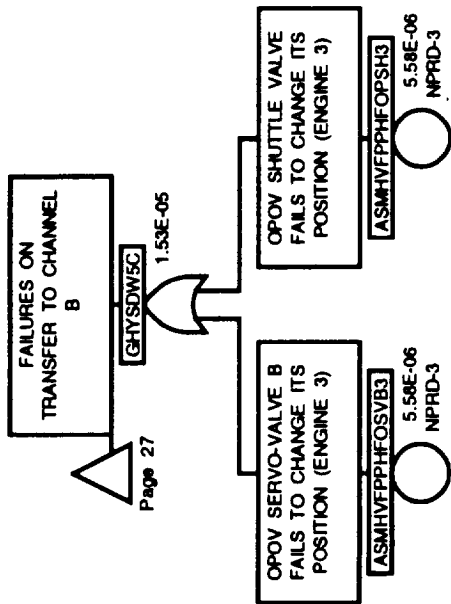 FAILURES ON
TRANSFER TO CHANNEL
B
GHYSDW5C
1.53E-05
Page 27
OPOV SERVO-VALVE B
FAILS TO CHANGE ITS
POSITION (ENGINE 3)
ASMHVFPPHFOSVB3
5.58E-06
NPRD-3
OPOV SHUTTLE VALVE
FAILS TO CHANGE ITS
POSITION (ENGINE 3)
ASMHVFPPHFOPSH3
5.58E-06
NPRD-3